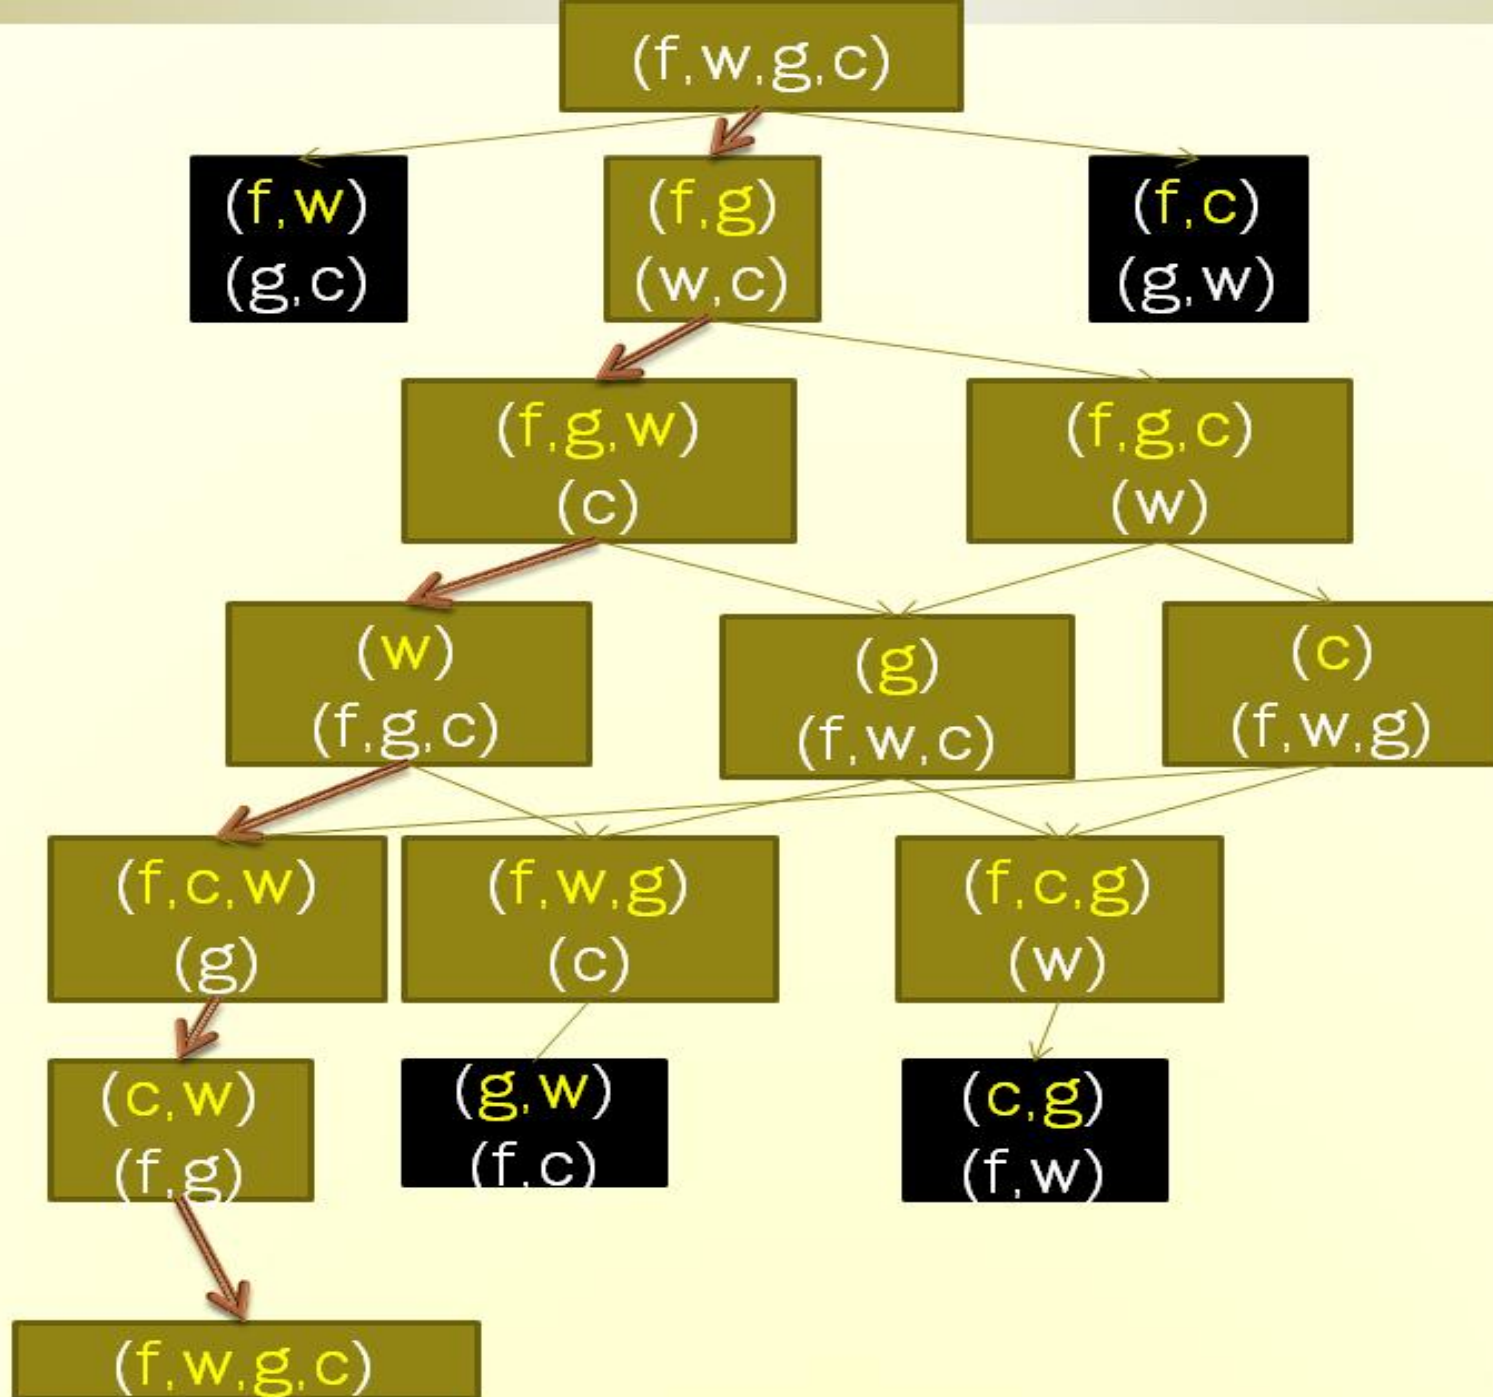 (f,w,g,c)
(f,w)
(g,c)
(f,g)
(w,c)
(f,c)
(g,w)
(f,g,w)
(c)
(f,g,c)
(w)
(w)
(f,g,c)
(g)
(f,w,c)
(c)
(f,w,g)
(f,c,w)
(g)
(f,w,g)
(c)
(f,c,g)
(w)
(c,w)
(f,g)
(g,w)
(f,c)
(c,g)
(f,w)
(f,w,g,c)